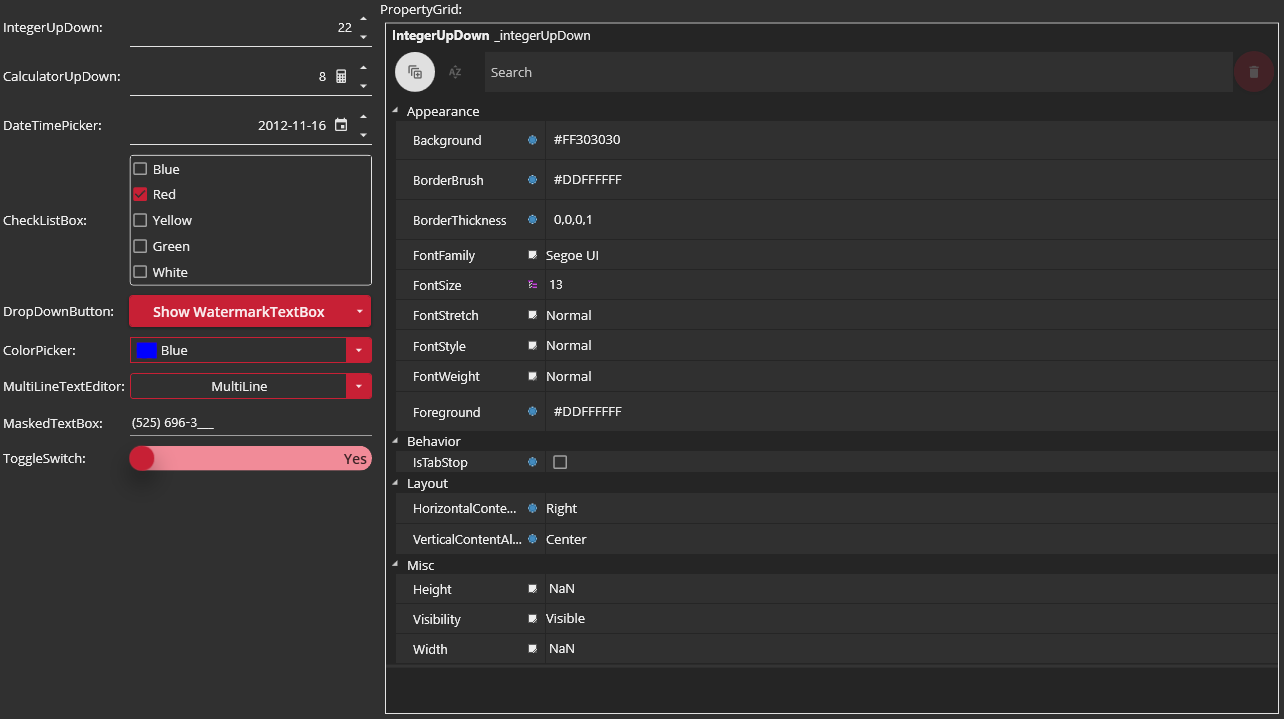 IntegerUpDown: 22
CalculatorUpDown: 8
DateTimePicker: 2012-11-16
CheckListBox:
Blue
Red
Yellow
Green
White
DropDownButton: Show WatermarkTextBox
ColorPicker: Blue
MultiLineTextEditor: MultiLine
MaskedTextBox: (525) 696-3___
ToggleSwitch: Yes
PropertyGrid:
IntegerUpDown _integerUpDown
AZ Search
Appearance
Background #FF303030
BorderBrush #DDFFFFFF
BorderThickness 0,0,0,1
FontFamily Segoe UI
FontSize 13
FontStretch Normal
FontStyle Normal
FontWeight Normal
Foreground #DDFFFFFF
Behavior
IsTabStop
Layout
HorizontalConte... Right
VerticalContentAl... Center
Misc
Height NaN
Visibility Visible
Width NaN